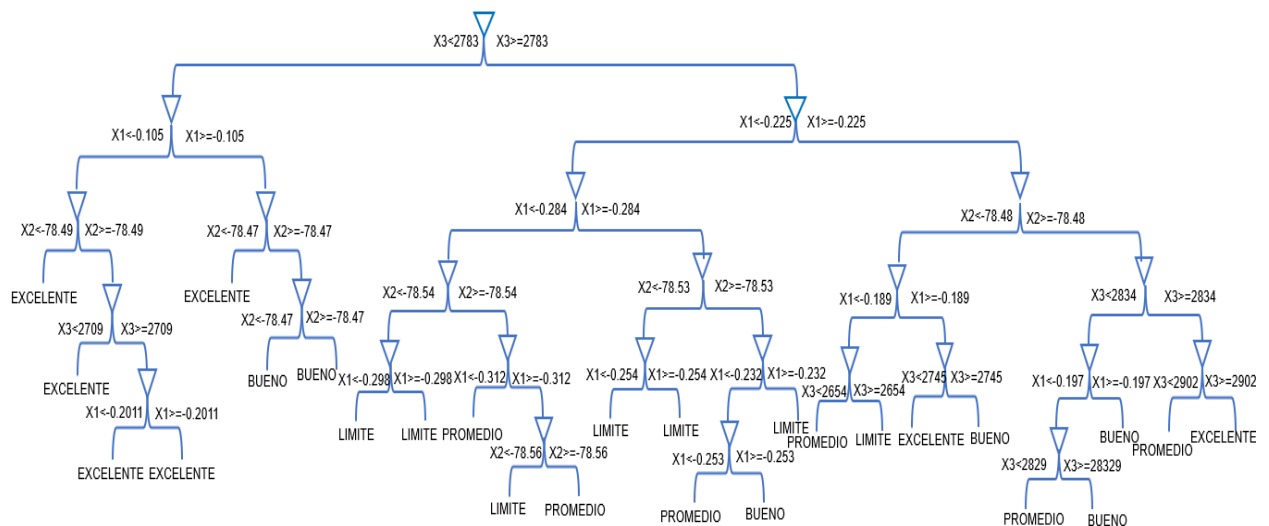 X3<2783 X3>=2783
X1<-0.105 X1>=-0.105
X1<-0.225 X1>=-0.225
X2<-78.49 X2>=-78.49
X2<-78.47 X2>=-78.47
X1<-0.284 X1>=-0.284
X2<-78.48 X2>=-78.48
EXCELENTE
X3<2709 X3>=2709
EXCELENTE
X2<-78.47 X2>=-78.47
X2<-78.54 X2>=-78.54
X2<-78.53 X2>=-78.53
X1<-0.189 X1>=-0.189
X3<2834 X3>=2834
EXCELENTE
X1<-0.2011 X1>=-0.2011
BUENO BUENO
X1<-0.298 X1>=-0.298
X1<-0.312 X1>=-0.312
X1<-0.254 X1>=-0.254
X1<-0.232 X1>=-0.232
X3<2654 X3>=2654
X3<2745 X3>=2745
X1<-0.197 X1>=-0.197
X3<2902 X3>=2902
EXCELENTE EXCELENTE
LIMITE LIMITE
PROMEDIO
X2<-78.56 X2>=-78.56
LIMITE LIMITE
X1<-0.253 X1>=-0.253
LIMITE
PROMEDIO LIMITE
EXCELENTE BUENO
X3<2829 X3>=28329
BUENO
PROMEDIO EXCELENTE
LIMITE PROMEDIO
PROMEDIO BUENO
PROMEDIO BUENO